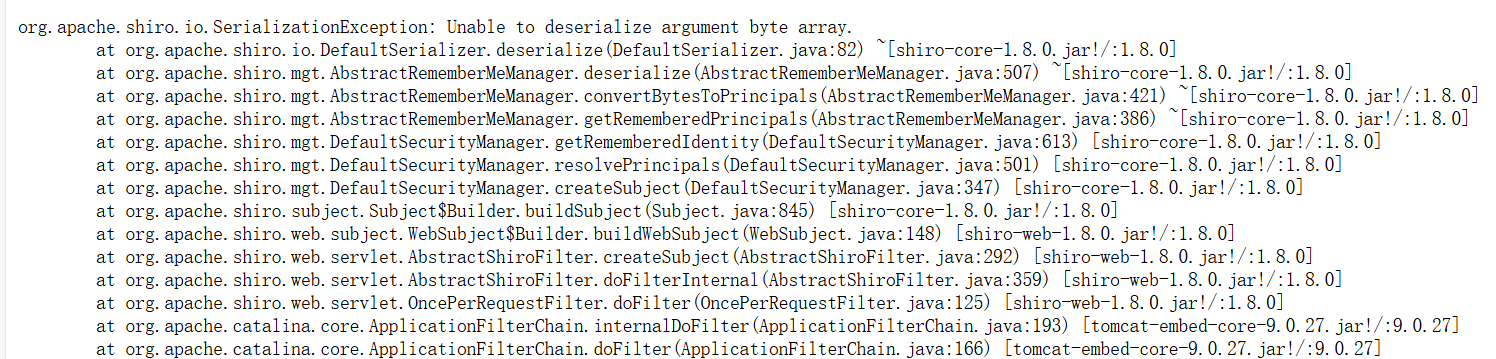 org.apache.shiro.io.SerializationException: Unable to deserialize argument byte array.
at org.apache.shiro.io.DefaultSerializer.deserialize(DefaultSerializer.java:82) ~[shiro-core-1.8.0.jar!/:1.8.0]
at org.apache.shiro.mgt.AbstractRememberMeManager.deserialize(AbstractRememberMeManager.java:507) ~[shiro-core-1.8.0.jar!/:1.8.0]
at org.apache.shiro.mgt.AbstractRememberMeManager.convertBytesToPrincipals(AbstractRememberMeManager.java:421) ~[shiro-core-1.8.0.jar!/:1.8.0]
at org.apache.shiro.mgt.AbstractRememberMeManager.getRememberedPrincipals(AbstractRememberMeManager.java:386) ~[shiro-core-1.8.0.jar!/:1.8.0]
at org.apache.shiro.mgt.DefaultSecurityManager.getRememberedIdentity(DefaultSecurityManager.java:613) [shiro-core-1.8.0.jar!/:1.8.0]
at org.apache.shiro.mgt.DefaultSecurityManager.resolvePrincipals(DefaultSecurityManager.java:501) [shiro-core-1.8.0.jar!/:1.8.0]
at org.apache.shiro.mgt.DefaultSecurityManager.createSubject(DefaultSecurityManager.java:347) [shiro-core-1.8.0.jar!/:1.8.0]
at org.apache.shiro.subject.Subject$Builder.buildSubject(Subject.java:845) [shiro-core-1.8.0.jar!/:1.8.0]
at org.apache.shiro.web.subject.WebSubject$Builder.buildWebSubject(WebSubject.java:148) [shiro-web-1.8.0.jar!/:1.8.0]
at org.apache.shiro.web.servlet.AbstractShiroFilter.createSubject(AbstractShiroFilter.java:292) [shiro-web-1.8.0.jar!/:1.8.0]
at org.apache.shiro.web.servlet.AbstractShiroFilter.doFilterInternal(AbstractShiroFilter.java:359) [shiro-web-1.8.0.jar!/:1.8.0]
at org.apache.shiro.web.servlet.OncePerRequestFilter.doFilter(OncePerRequestFilter.java:125) [shiro-web-1.8.0.jar!/:1.8.0]
at org.apache.catalina.core.ApplicationFilterChain.internalDoFilter(ApplicationFilterChain.java:193) [tomcat-embed-core-9.0.27.jar!/:9.0.27]
at org.apache.catalina.core.ApplicationFilterChain.doFilter(ApplicationFilterChain.java:166) [tomcat-embed-core-9.0.27.jar!/:9.0.27]